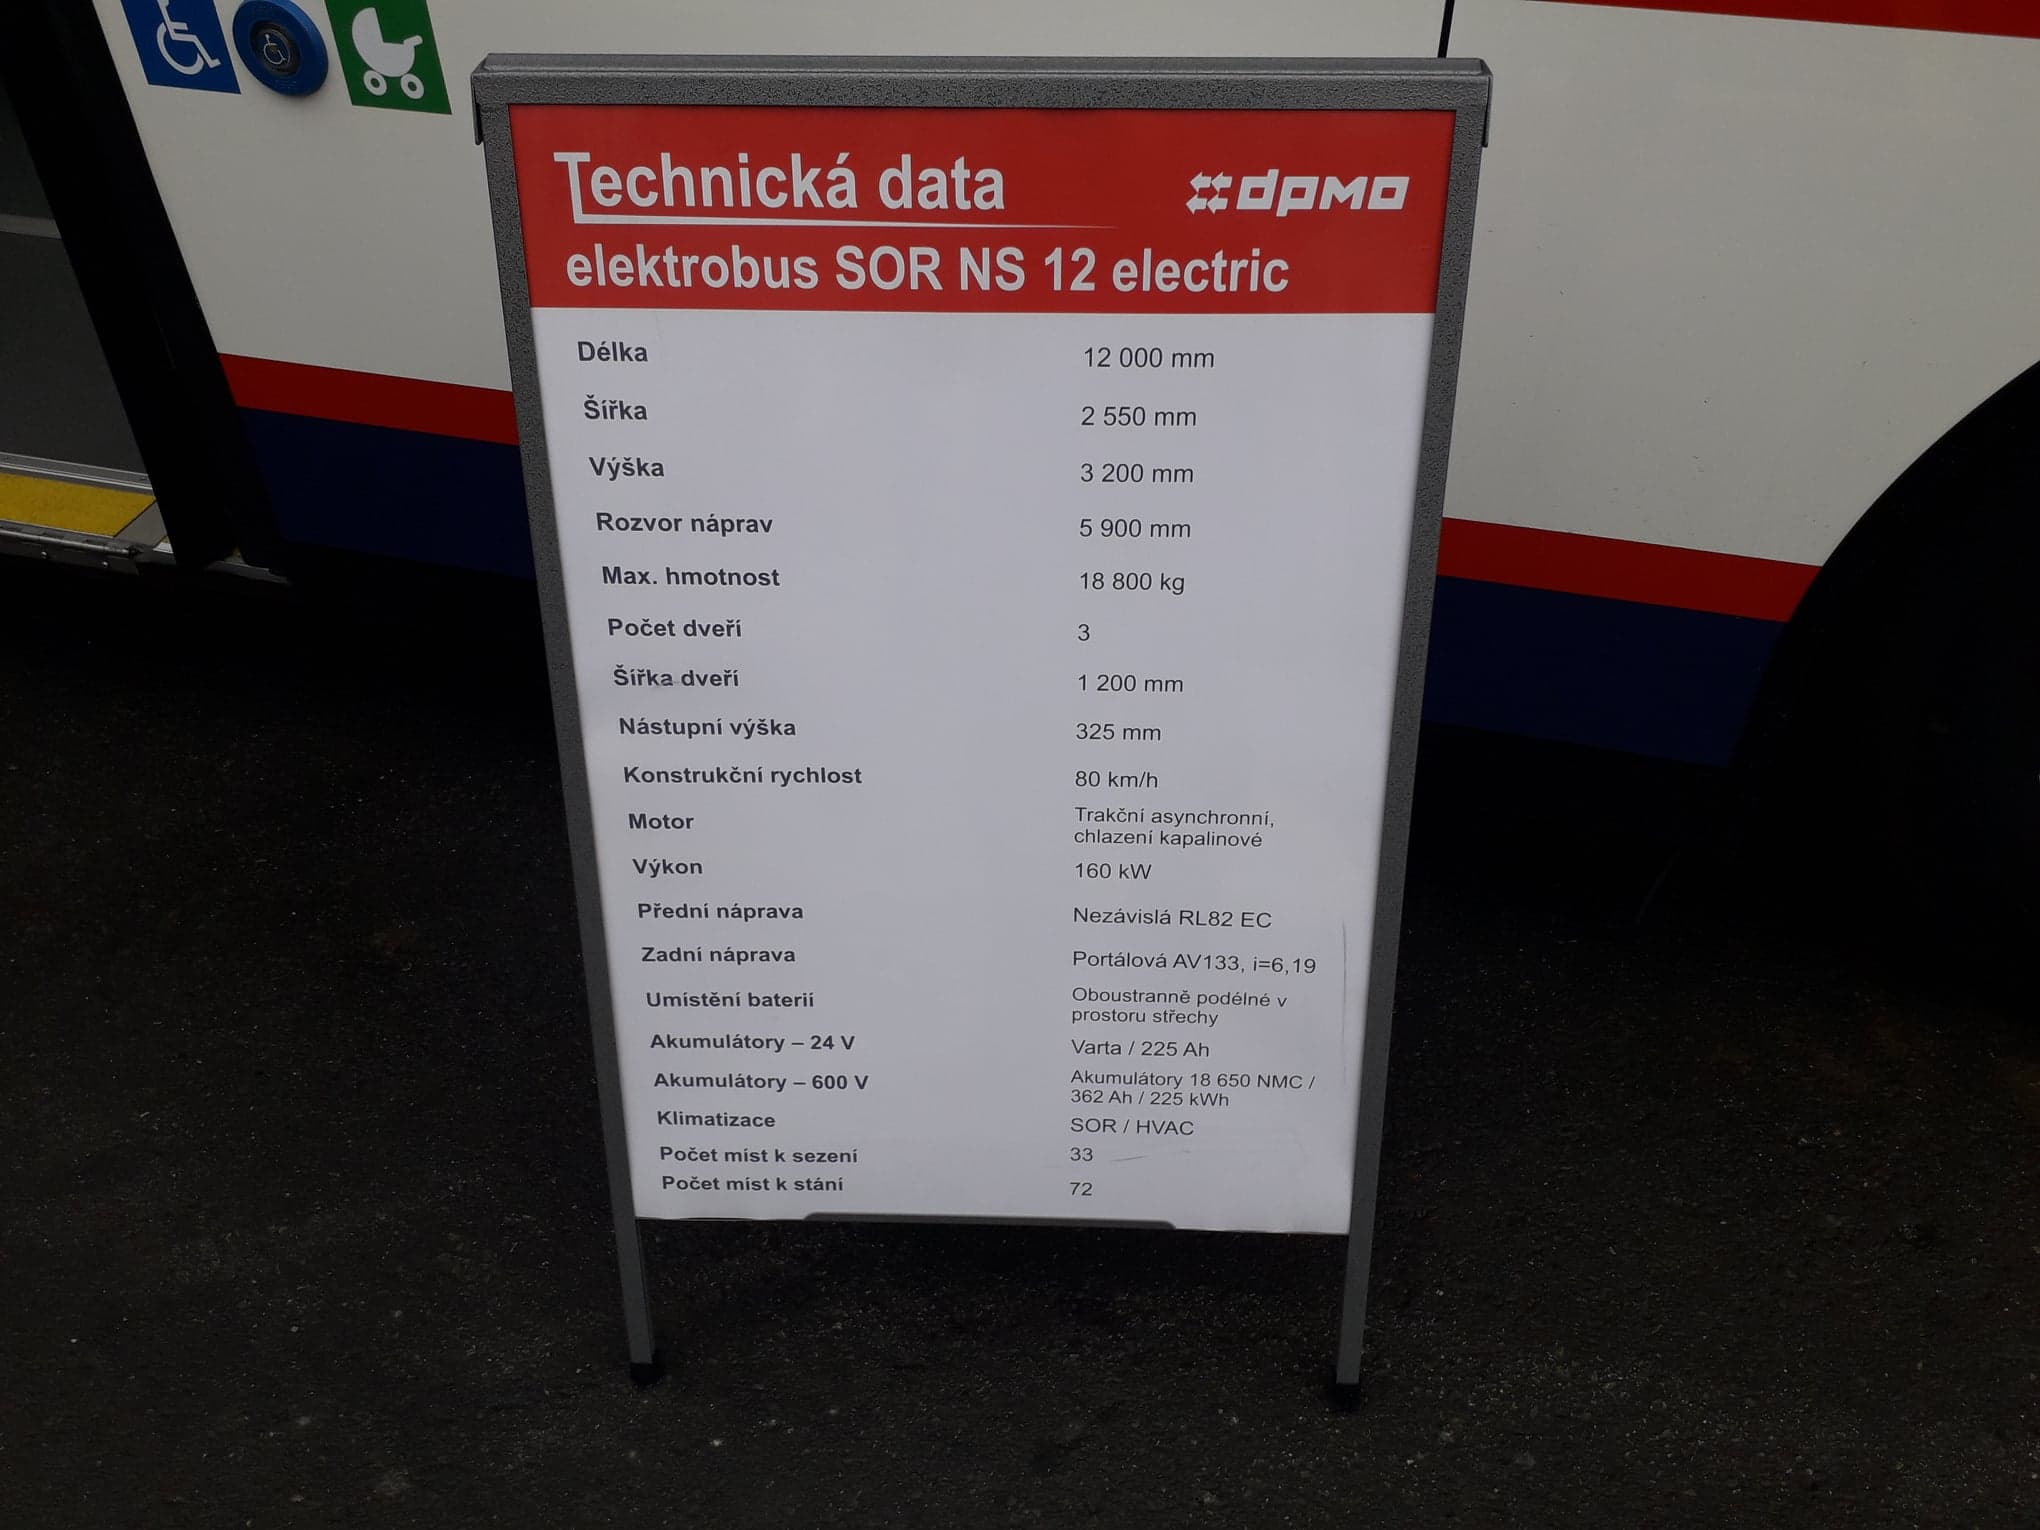 Technická data
dpmo
elektrobus SOR NS 12 electric
Délka 12 000 mm
Šířka 2 550 mm
Výška 3 200 mm
Rozvor náprav 5 900 mm
Max. hmotnost 18 800 kg
Počet dveří 3
Šířka dveří 1 200 mm
Nástupní výška 325 mm
Konstrukční rychlost 80 km/h
Motor Trakční asynchronní,
chlazení kapalinové
Výkon 160 kW
Přední náprava Nezávislá RL82 EC
Zadní náprava Portálová AV133, i=6,19
Umístění baterií Oboustranně podélné v
prostoru střechy
Akumulátory – 24 V Varta / 225 Ah
Akumulátory – 600 V Akumulátory 18 650 NMC /
362 Ah / 225 kWh
Klimatizace SOR / HVAC
Počet míst k sezení 33
Počet míst k stání 72